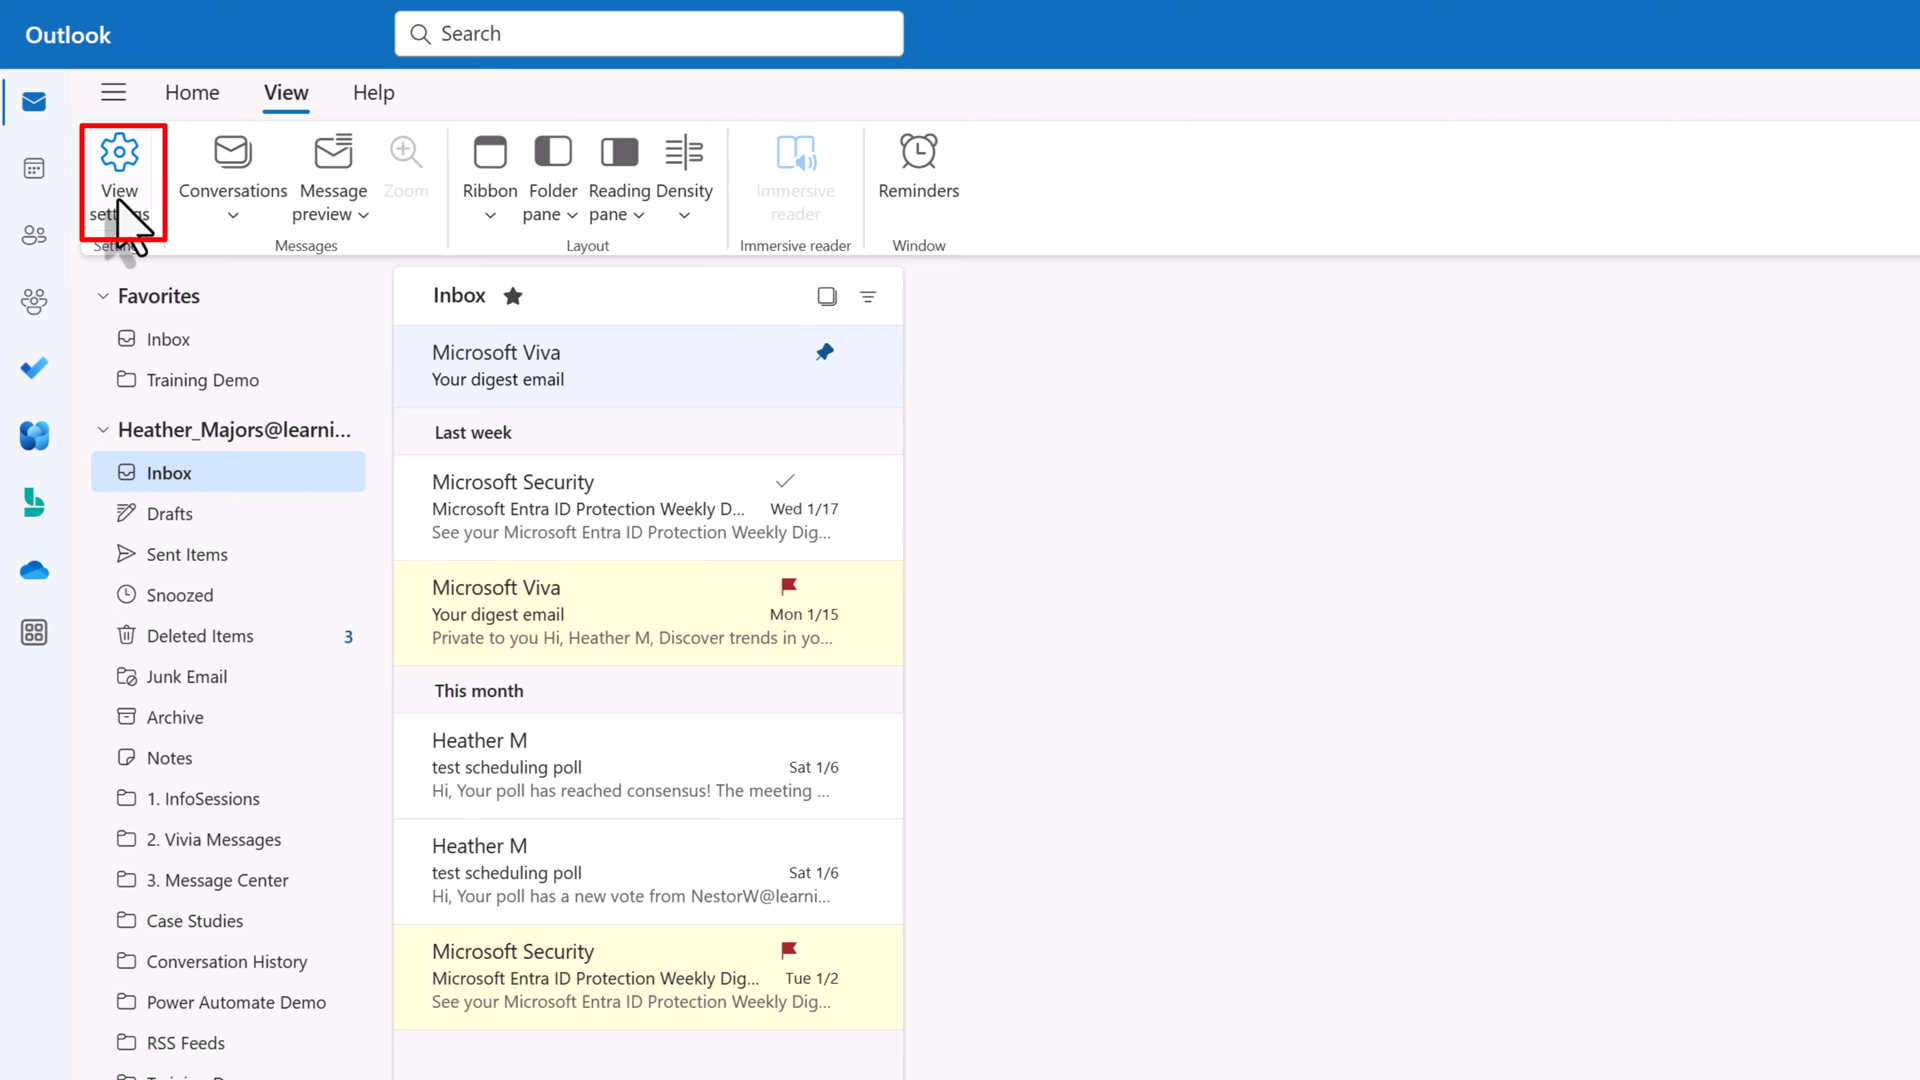 Outlook
Search
Home View Help
View
settings
Settings
Conversations
Message
preview
Zoom
Messages
Ribbon
Folder
pane
Reading
pane
Density
Layout
Immersive
reader
Immersive reader
Reminders
Window
Favorites
Inbox
Training Demo
Heather_Majors@learni...
Inbox
Drafts
Sent Items
Snoozed
Deleted Items 3
Junk Email
Archive
Notes
1. InfoSessions
2. Vivia Messages
3. Message Center
Case Studies
Conversation History
Power Automate Demo
RSS Feeds
Inbox
Microsoft Viva
Your digest email
Last week
Microsoft Security
Microsoft Entra ID Protection Weekly D... Wed 1/17
See your Microsoft Entra ID Protection Weekly Dig...
Microsoft Viva
Your digest email Mon 1/15
Private to you Hi, Heather M, Discover trends in yo...
This month
Heather M
test scheduling poll Sat 1/6
Hi, Your poll has reached consensus! The meeting ...
Heather M
test scheduling poll Sat 1/6
Hi, Your poll has a new vote from NestorW@learni...
Microsoft Security
Microsoft Entra ID Protection Weekly Dig... Tue 1/2
See your Microsoft Entra ID Protection Weekly Dig...